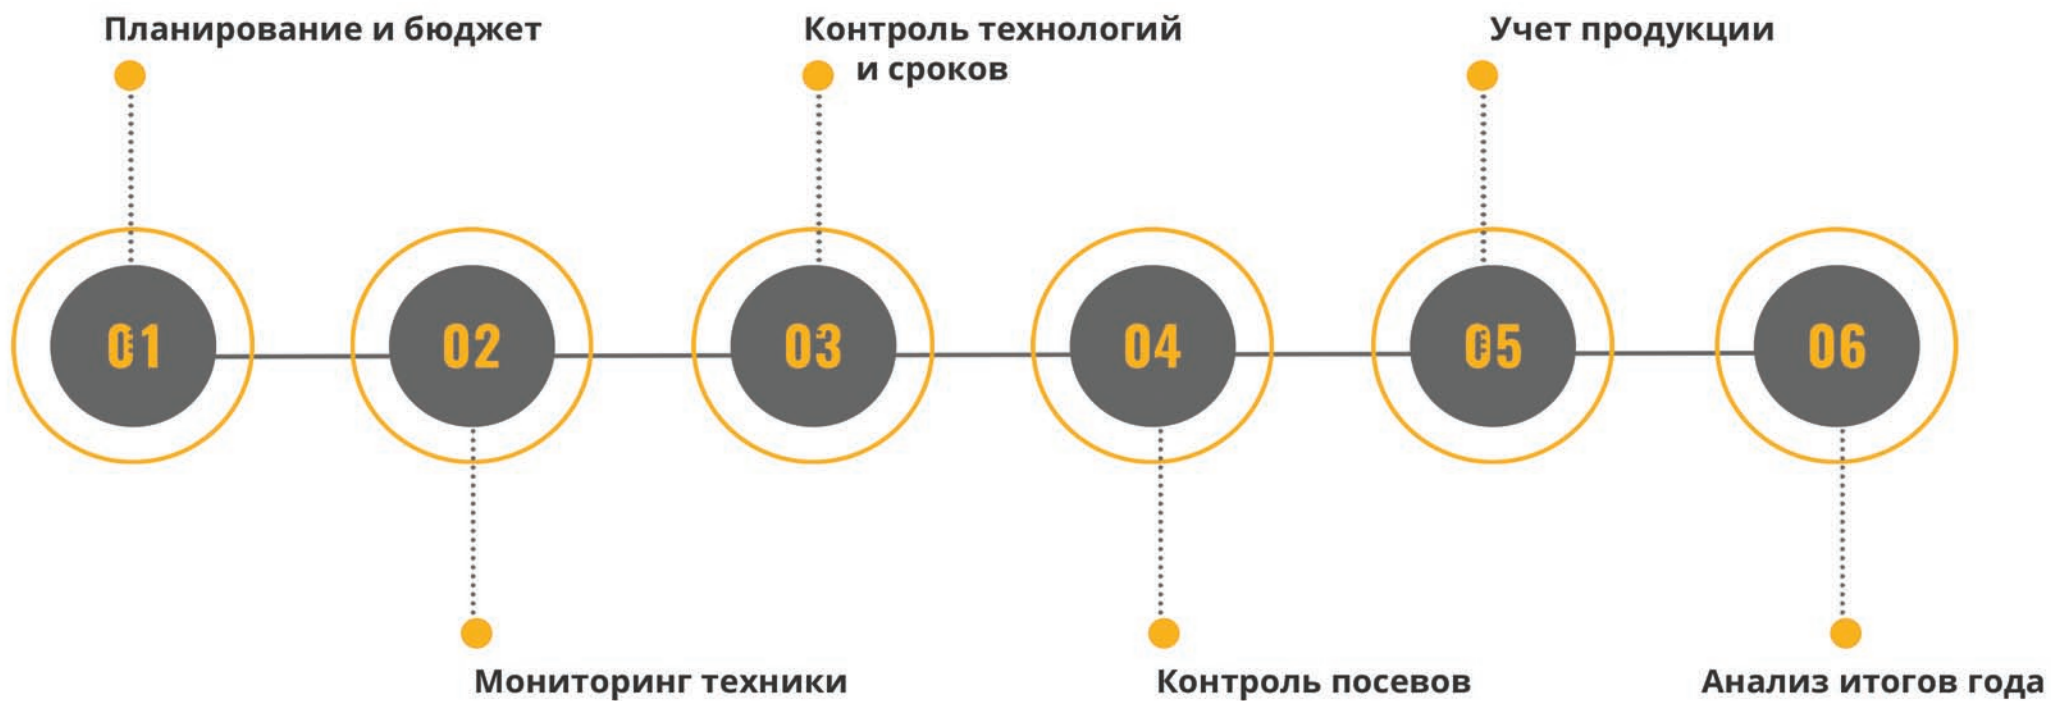 Планирование и бюджет
Контроль технологий
и сроков
Учет продукции
01
02
03
04
05
06
Мониторинг техники
Контроль посевов
Анализ итогов года